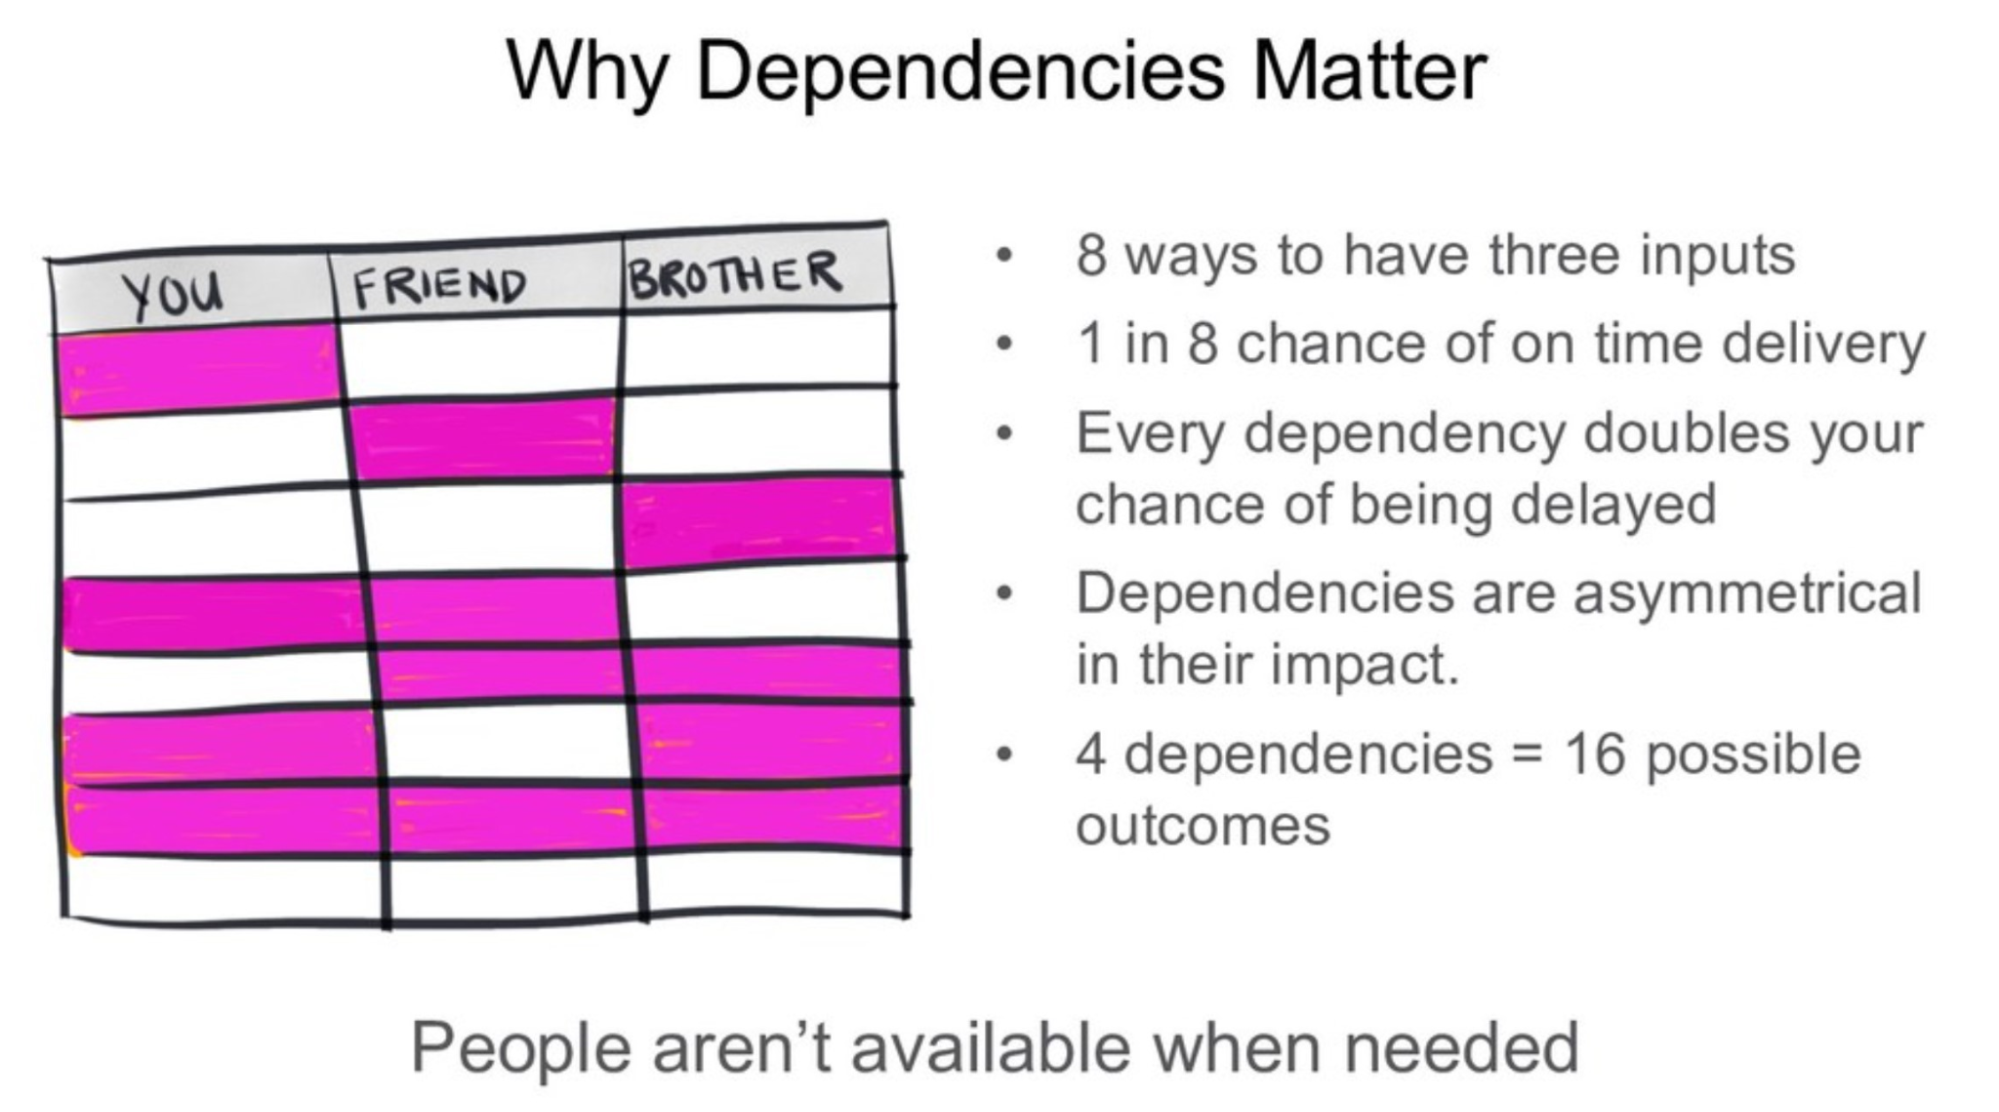 Why Dependencies Matter
YOU FRIEND BROTHER
• 8 ways to have three inputs
• 1 in 8 chance of on time delivery
• Every dependency doubles your
chance of being delayed
• Dependencies are asymmetrical
in their impact.
• 4 dependencies = 16 possible
outcomes
People aren’t available when needed